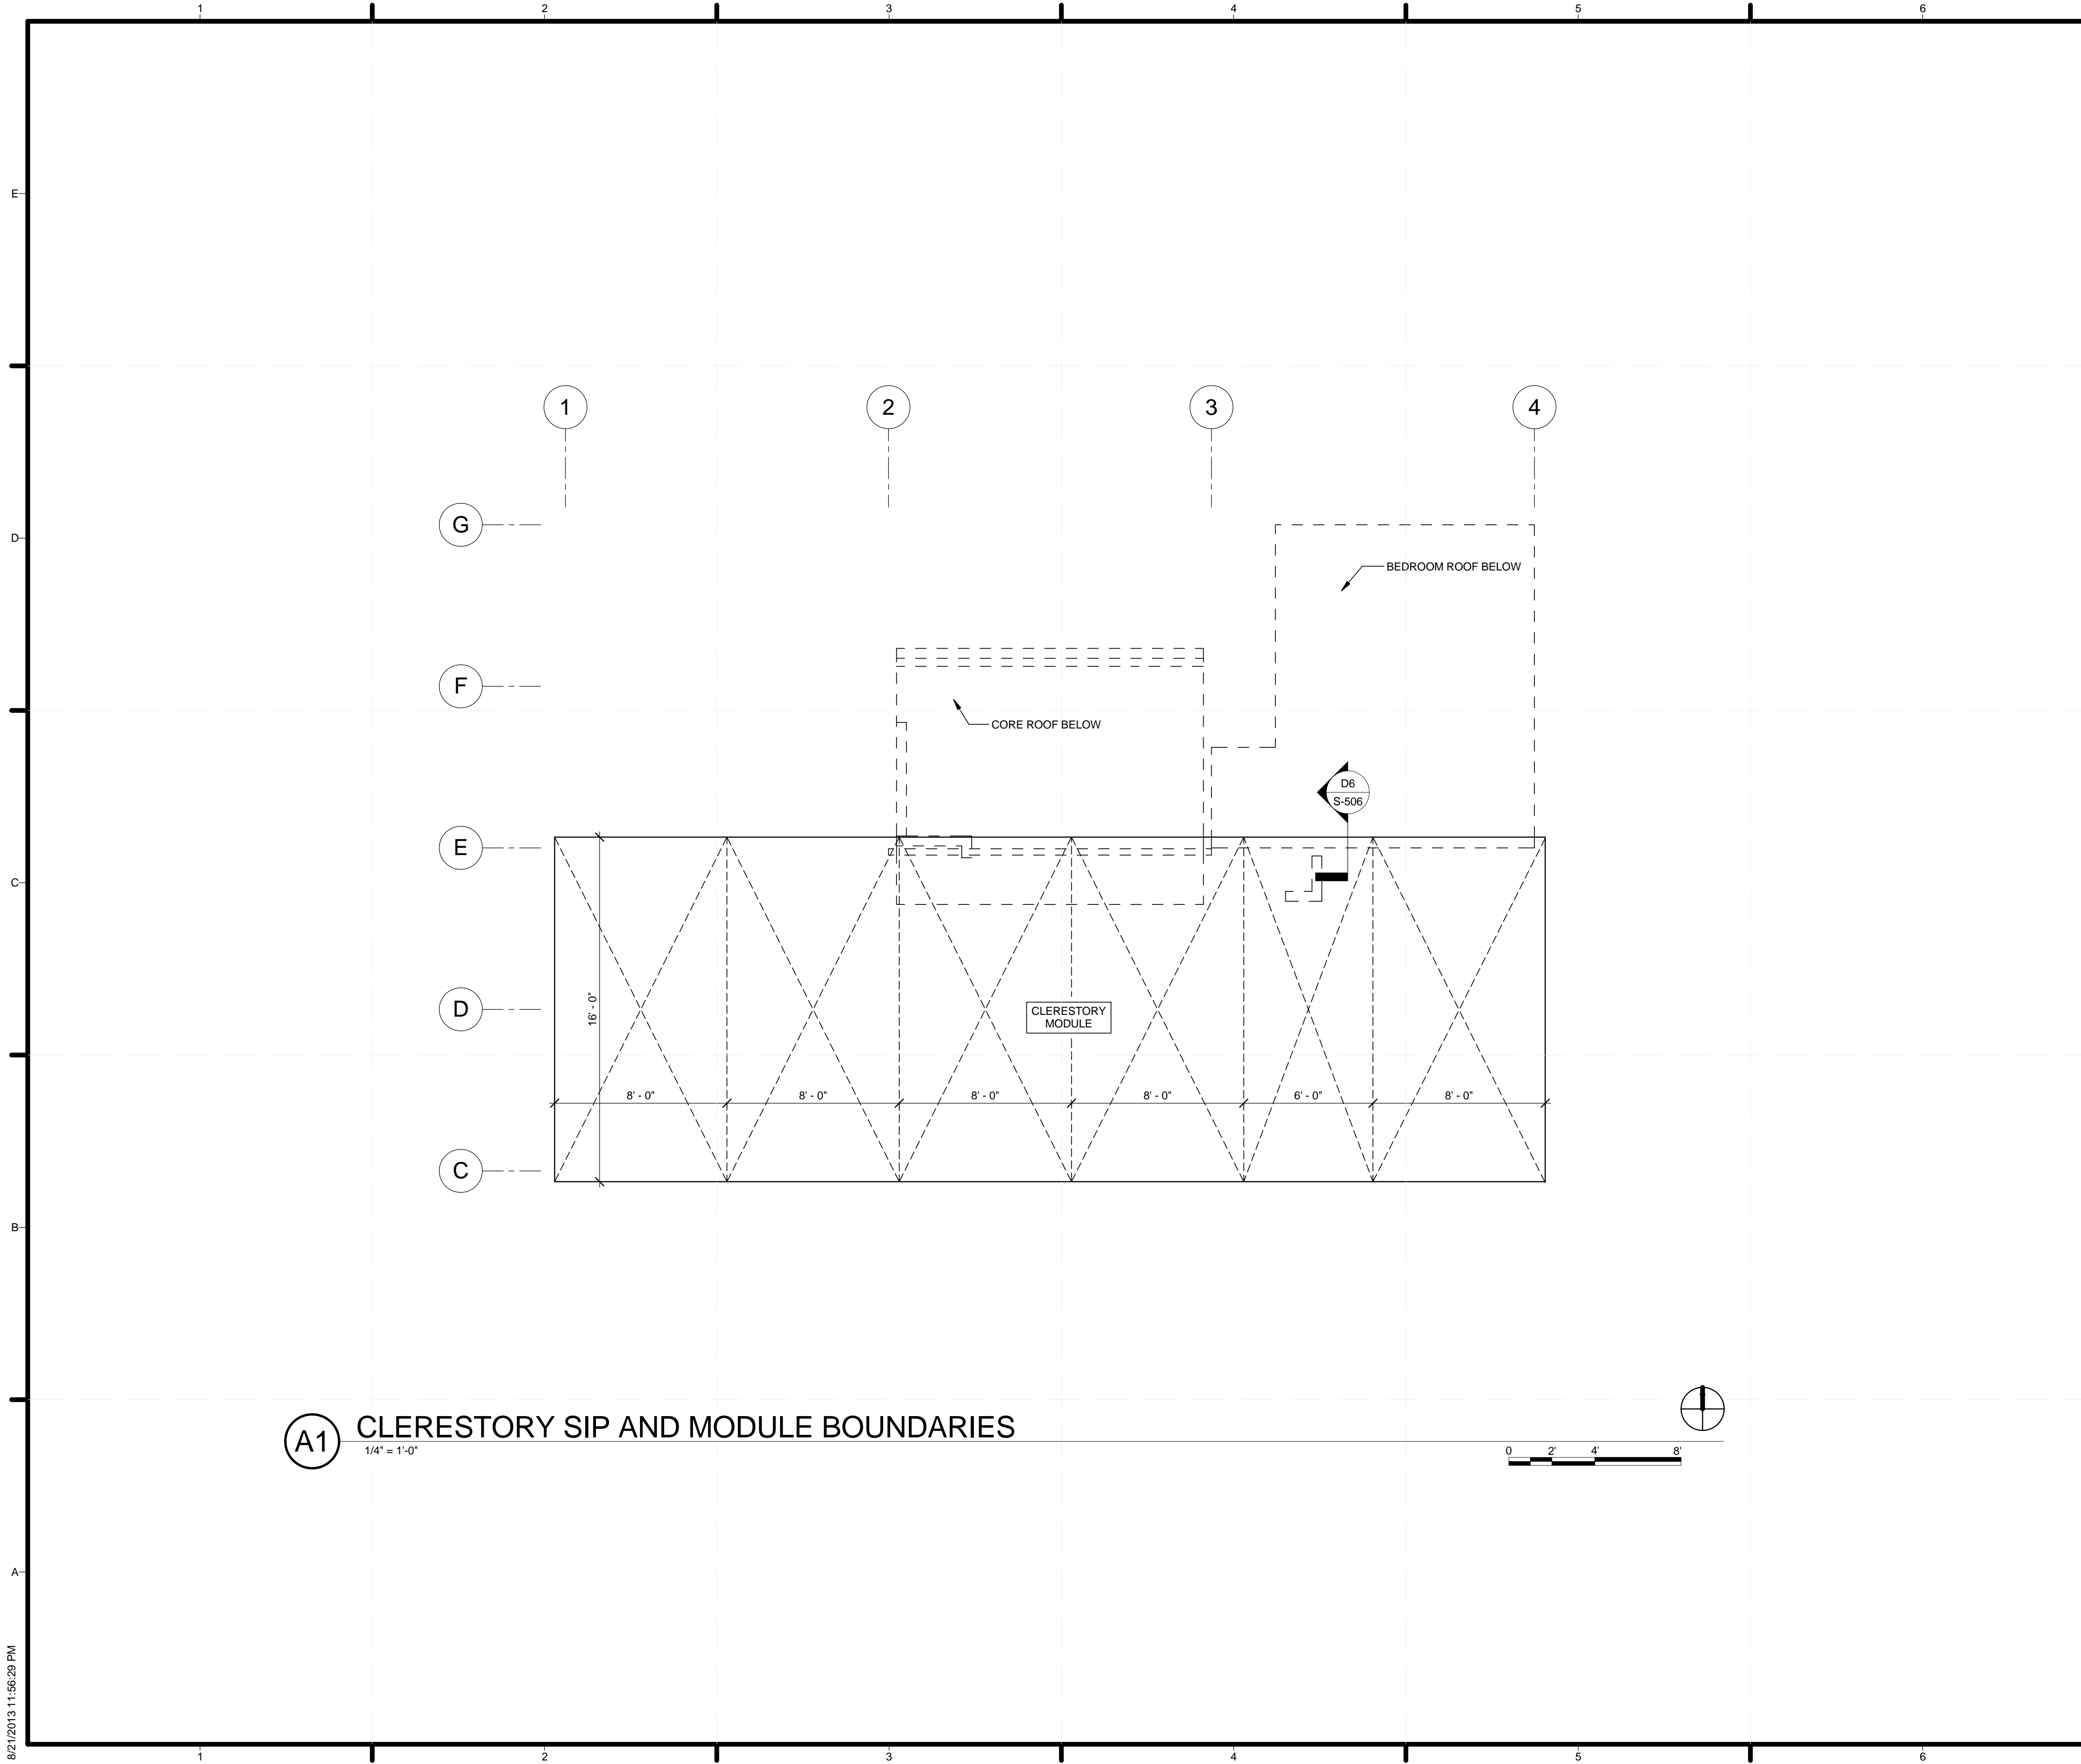 1 2 3 4 5 6
E
1 2 3 4
G
D
BEDROOM ROOF BELOW
F
CORE ROOF BELOW
D6
S-506
E
C
D
16' - 0"
CLERESTORY
MODULE
8' - 0" 8' - 0" 8' - 0" 8' - 0" 6' - 0" 8' - 0"
C
B
A1 CLERESTORY SIP AND MODULE BOUNDARIES
1/4" = 1'-0"
0 2' 4' 8'
A
8/21/2013 11:56:29 PM
1 2 3 4 5 6